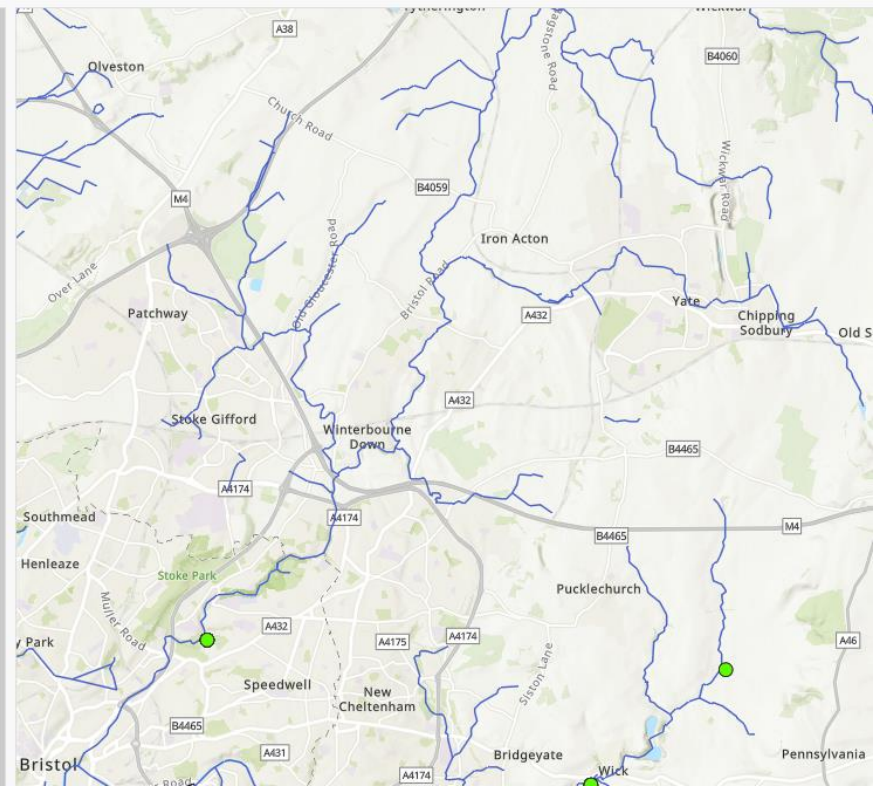 A38
Olveston
B4060
Church Road
B4059
M4
Wickwar Road
Old Gloucester Road
Iron Acton
Over Lane
Bristol Road
Patchway
A432
Yate
Chipping
Sodbury
Old S
A432
Stoke Gifford
Winterbourne
Down
B4465
A4174
Southmead
A4174
M4
B4465
Henleaze
Stoke Park
Pucklechurch
Muller Road
A432
A4175
A4174
A46
y Park
Siston Lane
Speedwell
New
Cheltenham
B4465
A431
Bridgeyate
Pennsylvania
Bristol
Wick
A4174
Road